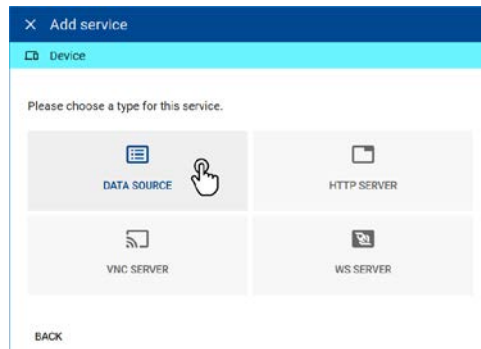 Add service
Device
Please choose a type for this service.
DATA SOURCE
HTTP SERVER
VNC SERVER
WS SERVER
BACK